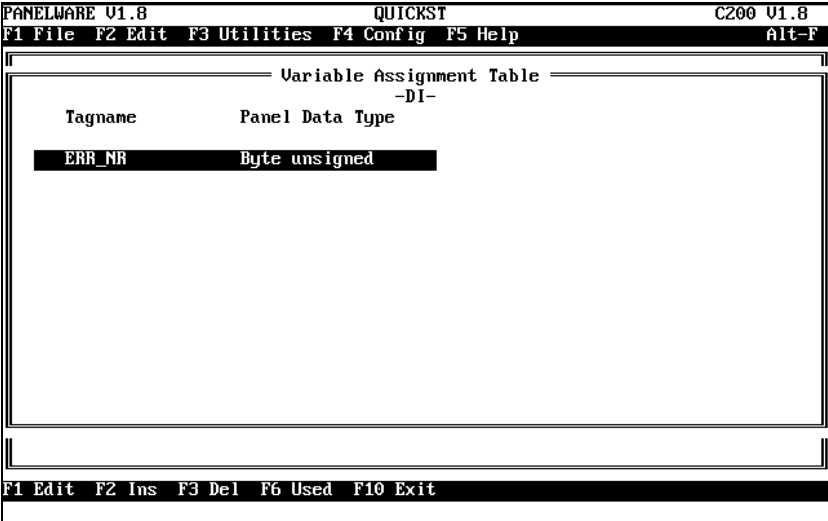 PANELWARE V1.8 QUICKST C200 V1.8
F1 File F2 Edit F3 Utilities F4 Config F5 Help Alt-F
Variable Assignment Table
-DI-
Tagname Panel Data Type
ERR_NR Byte unsigned
F1 Edit F2 Ins F3 Del F6 Used F10 Exit